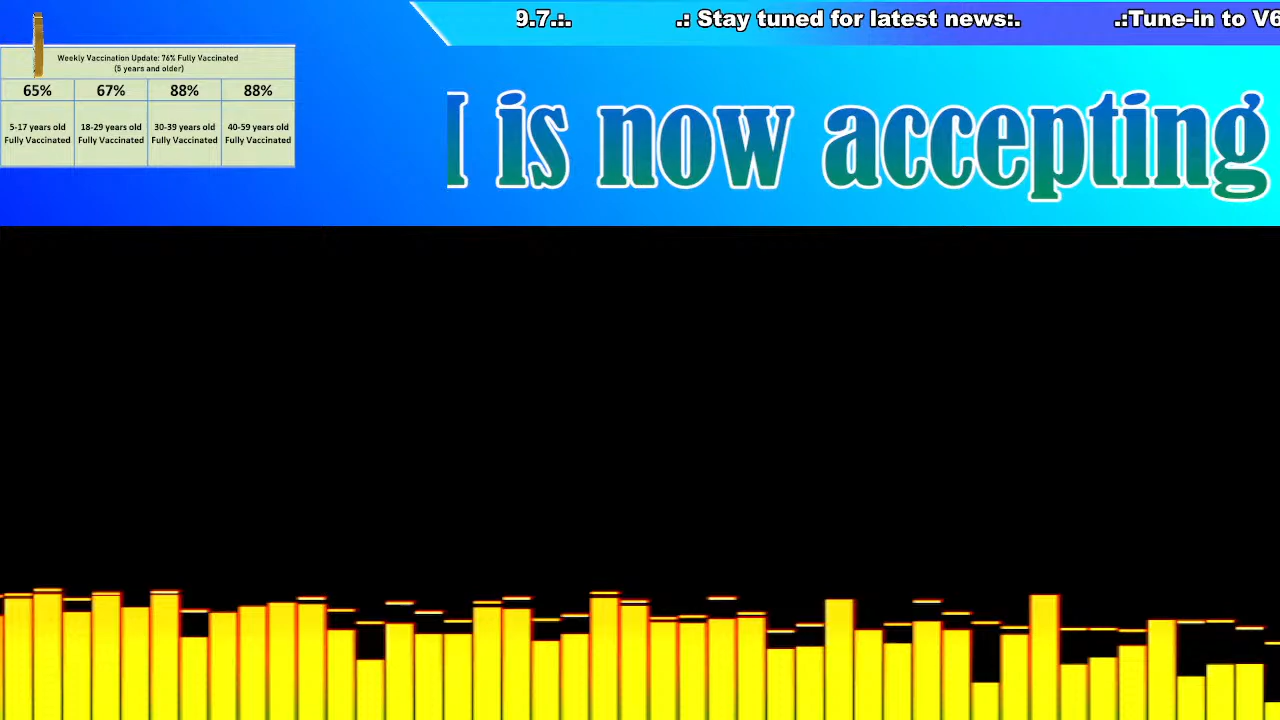 9.7.:. .: Stay tuned for latest news:. .:Tune-in to V6
Weekly Vaccination Update: 76% Fully Vaccinated
(5 years and older)
65% 67% 88% 88%
5-17 years old 18-29 years old 30-39 years old 40-59 years old
Fully Vaccinated Fully Vaccinated Fully Vaccinated Fully Vaccinated
is now accepting